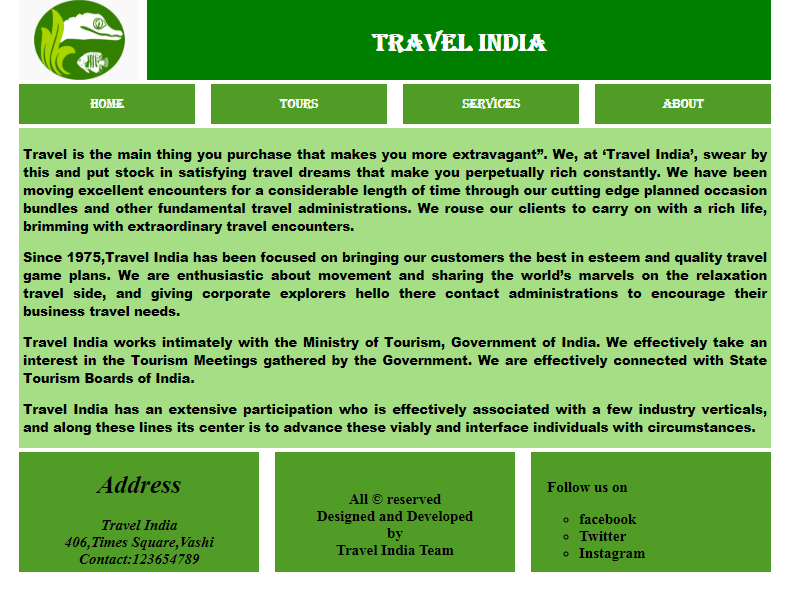 TRAVEL INDIA
HOME
TOURS
SERVICES
ABOUT
Travel is the main thing you purchase that makes you more extravagant”. We, at ‘Travel India’, swear by
this and put stock in satisfying travel dreams that make you perpetually rich constantly. We have been
moving excellent encounters for a considerable length of time through our cutting edge planned occasion
bundles and other fundamental travel administrations. We rouse our clients to carry on with a rich life,
brimming with extraordinary travel encounters.
Since 1975,Travel India has been focused on bringing our customers the best in esteem and quality travel
game plans. We are enthusiastic about movement and sharing the world’s marvels on the relaxation
travel side, and giving corporate explorers hello there contact administrations to encourage their
business travel needs.
Travel India works intimately with the Ministry of Tourism, Government of India. We effectively take an
interest in the Tourism Meetings gathered by the Government. We are effectively connected with State
Tourism Boards of India.
Travel India has an extensive participation who is effectively associated with a few industry verticals,
and along these lines its center is to advance these viably and interface individuals with circumstances.
Address
Travel India
406,Times Square,Vashi
Contact:123654789
All © reserved
Designed and Developed
by
Travel India Team
Follow us on
facebook
Twitter
Instagram